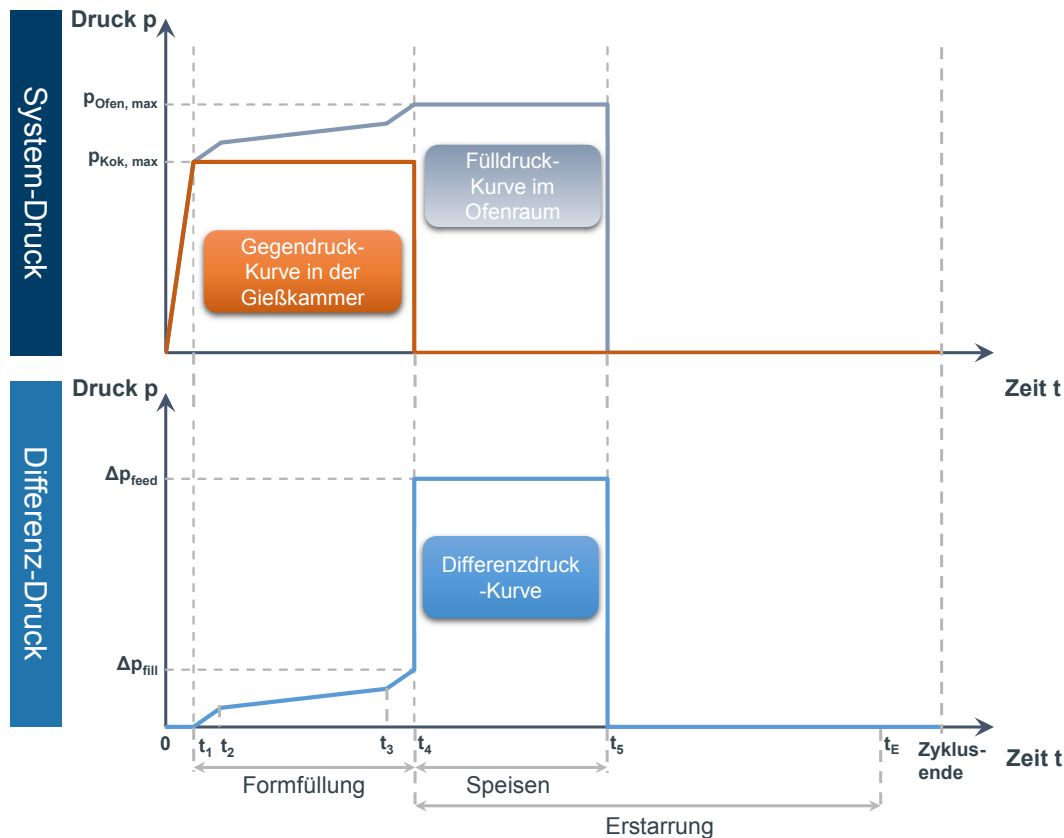 System-Druck
Druck p
pOfen, max
pKok, max
Fülldruck-
Kurve im
Ofenraum
Gegendruck-
Kurve in der
Gießkammer
Zeit t
Differenz-Druck
Druck p
Δpfeed
Differenzdruck
-Kurve
Δpfill
0 t1 t2 t3 t4 t5 tE Zyklus-
ende
Zeit t
Formfüllung Speisen
Erstarrung